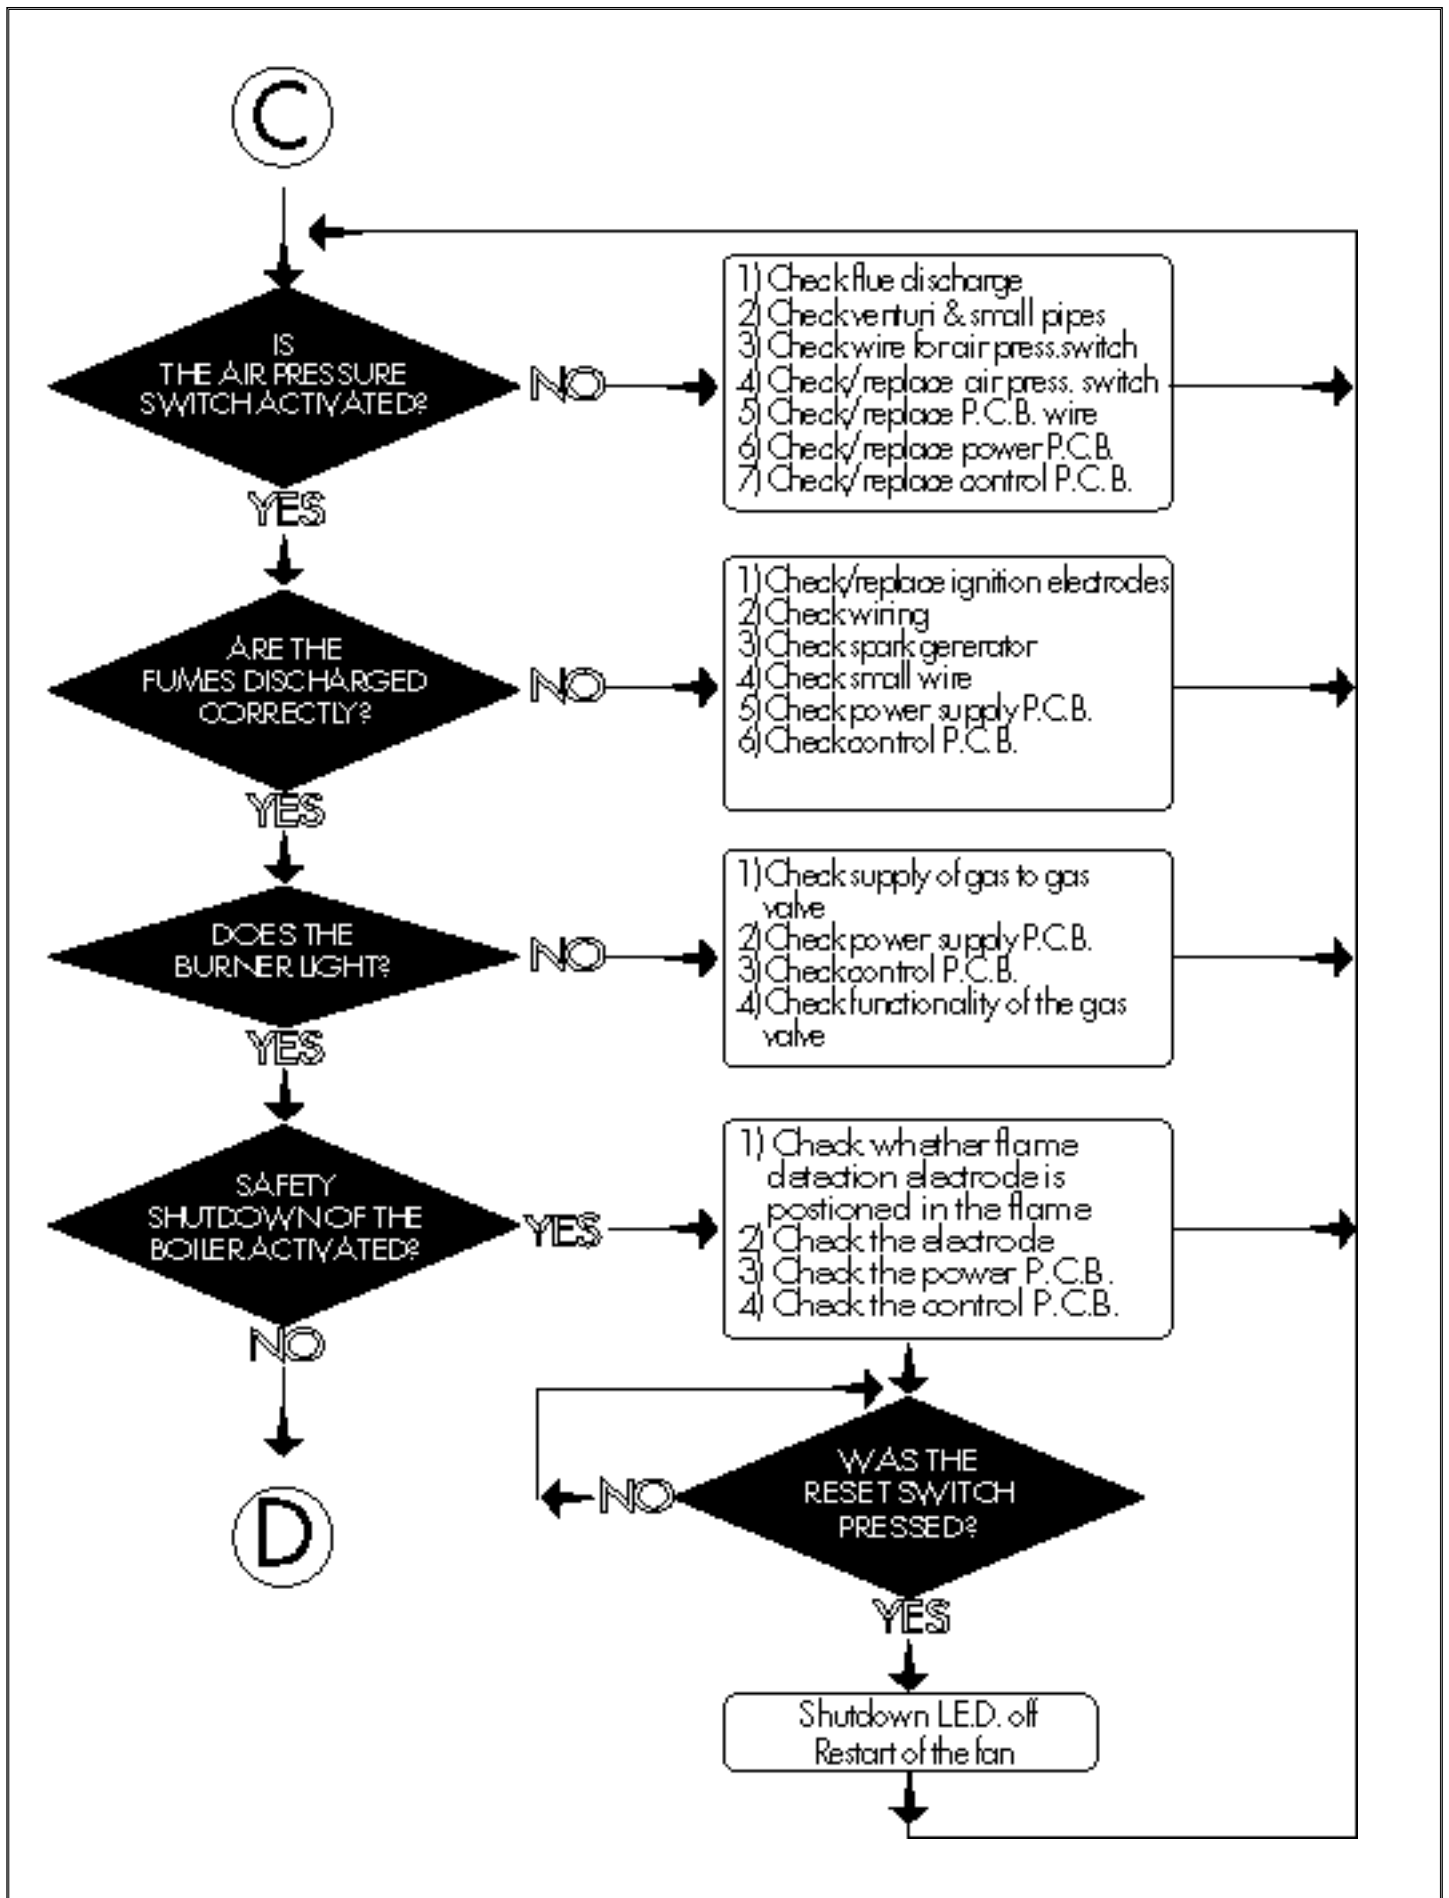 C
IS
THE AIR PRESSURE
SWITCH ACTIVATED?
NO
1) Check flue discharge
2) Check venturi & small pipes
3) Check wire for air press. switch
4) Check/replace air press. switch
5) Check/replace P.C.B. wire
6) Check/replace power P.C.B.
7) Check/replace control P.C.B.
YES
ARE THE
FUMES DISCHARGED
CORRECTLY?
NO
1) Check/replace ignition electrodes
2) Check wiring
3) Check spark generator
4) Check small wire
5) Check power supply P.C.B.
6) Check control P.C.B.
YES
DOES THE
BURNER LIGHT?
NO
1) Check supply of gas to gas
valve
2) Check power supply P.C.B.
3) Check control P.C.B.
4) Check functionality of the gas
valve
YES
SAFETY
SHUTDOWN OF THE
BOILER ACTIVATED?
YES
1) Check whether flame
detection electrode is
postioned in the flame
2) Check the electrode
3) Check the power P.C.B.
4) Check the control P.C.B.
NO
D
WAS THE
RESET SWITCH
PRESSED?
NO
YES
Shutdown L.E.D. off
Restart of the fan